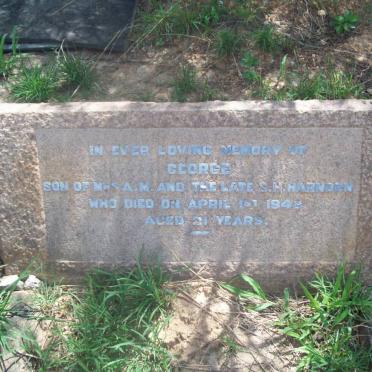 IN EVER LOVING MEMORY OF
GEORGE
SON OF MRS A.M. AND THE LATE S.H. HARNDEN
WHO DIED ON APRIL 1ST
AGED 21 YEARS.